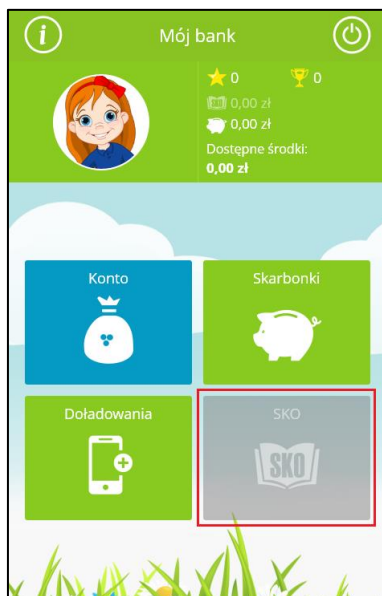 i
Mój bank
0 0
0,00 zł
0,00 zł
Dostępne środki:
0,00 zł
Konto
Skarbonki
Doładowania
SKO
SKO